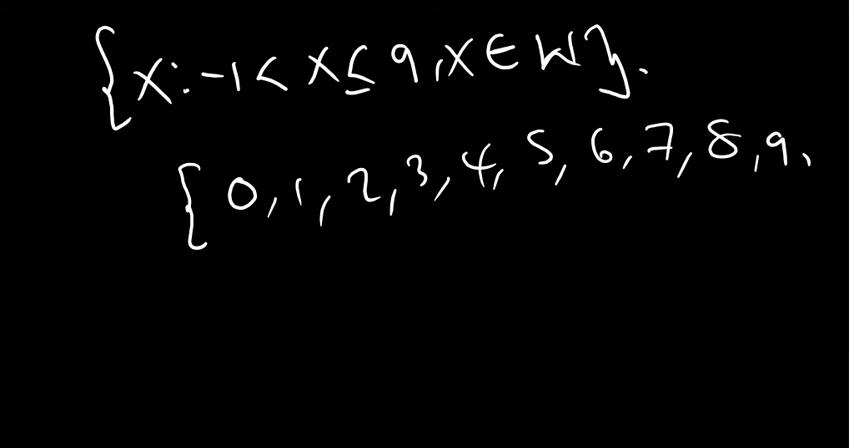 {x: -1 < x ≤ 9, x ∈ W}.
{0, 1, 2, 3, 4, 5, 6, 7, 8, 9,